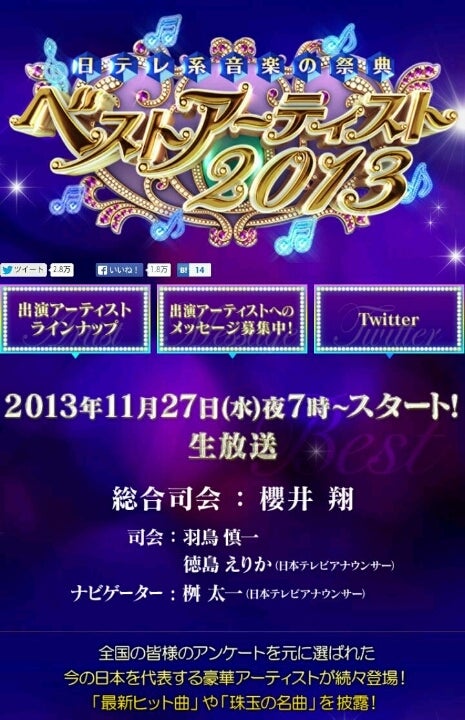 日テレ系音楽の祭典
ベストアーティスト
2013
ツイート 2.8万 いいね! 1.8万 B! 14
出演アーティスト
ラインナップ
出演アーティストへの
メッセージ募集中!
Twitter
2013年11月27日(水)夜7時~スタート!
生放送
Best
総合司会 : 櫻井 翔
司会 : 羽鳥 慎一
徳島 えりか(日本テレビアナウンサー)
ナビゲーター : 桝 太一(日本テレビアナウンサー)
全国の皆様のアンケートを元に選ばれた
今の日本を代表する豪華アーティストが続々登場!
「最新ヒット曲」や「珠玉の名曲」を披露!